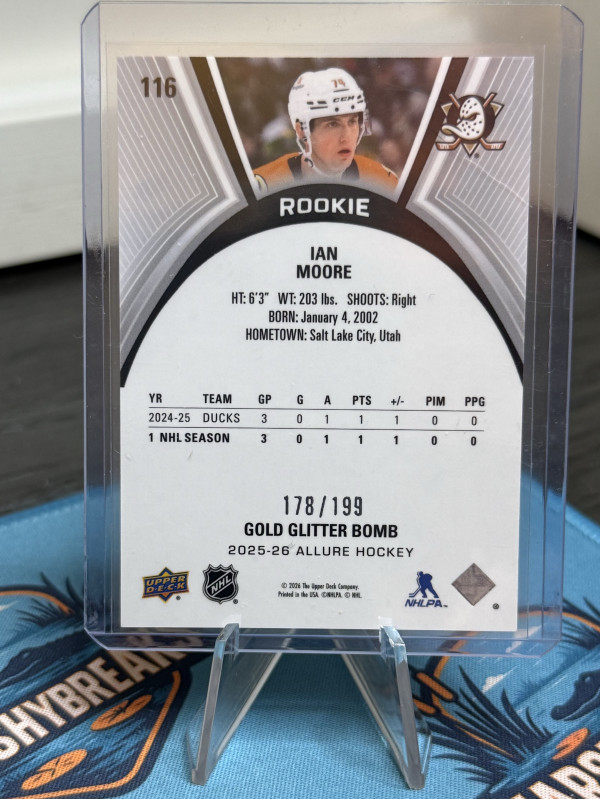 116
74
CCM
ROOKIE
IAN
MOORE
HT: 6'3" WT: 203 lbs. SHOOTS: Right
BORN: January 4, 2002
HOMETOWN: Salt Lake City, Utah
YR TEAM GP G A PTS +/- PIM PPG
2024-25 DUCKS 3 0 1 1 1 0 0
1 NHL SEASON 3 0 1 1 1 0 0
178/199
GOLD GLITTER BOMB
2025-26 ALLURE HOCKEY
UPPER DECK
NHL
© 2026 The Upper Deck Company.
Printed in the USA. ©NHLPA. © NHL.
NHLPA